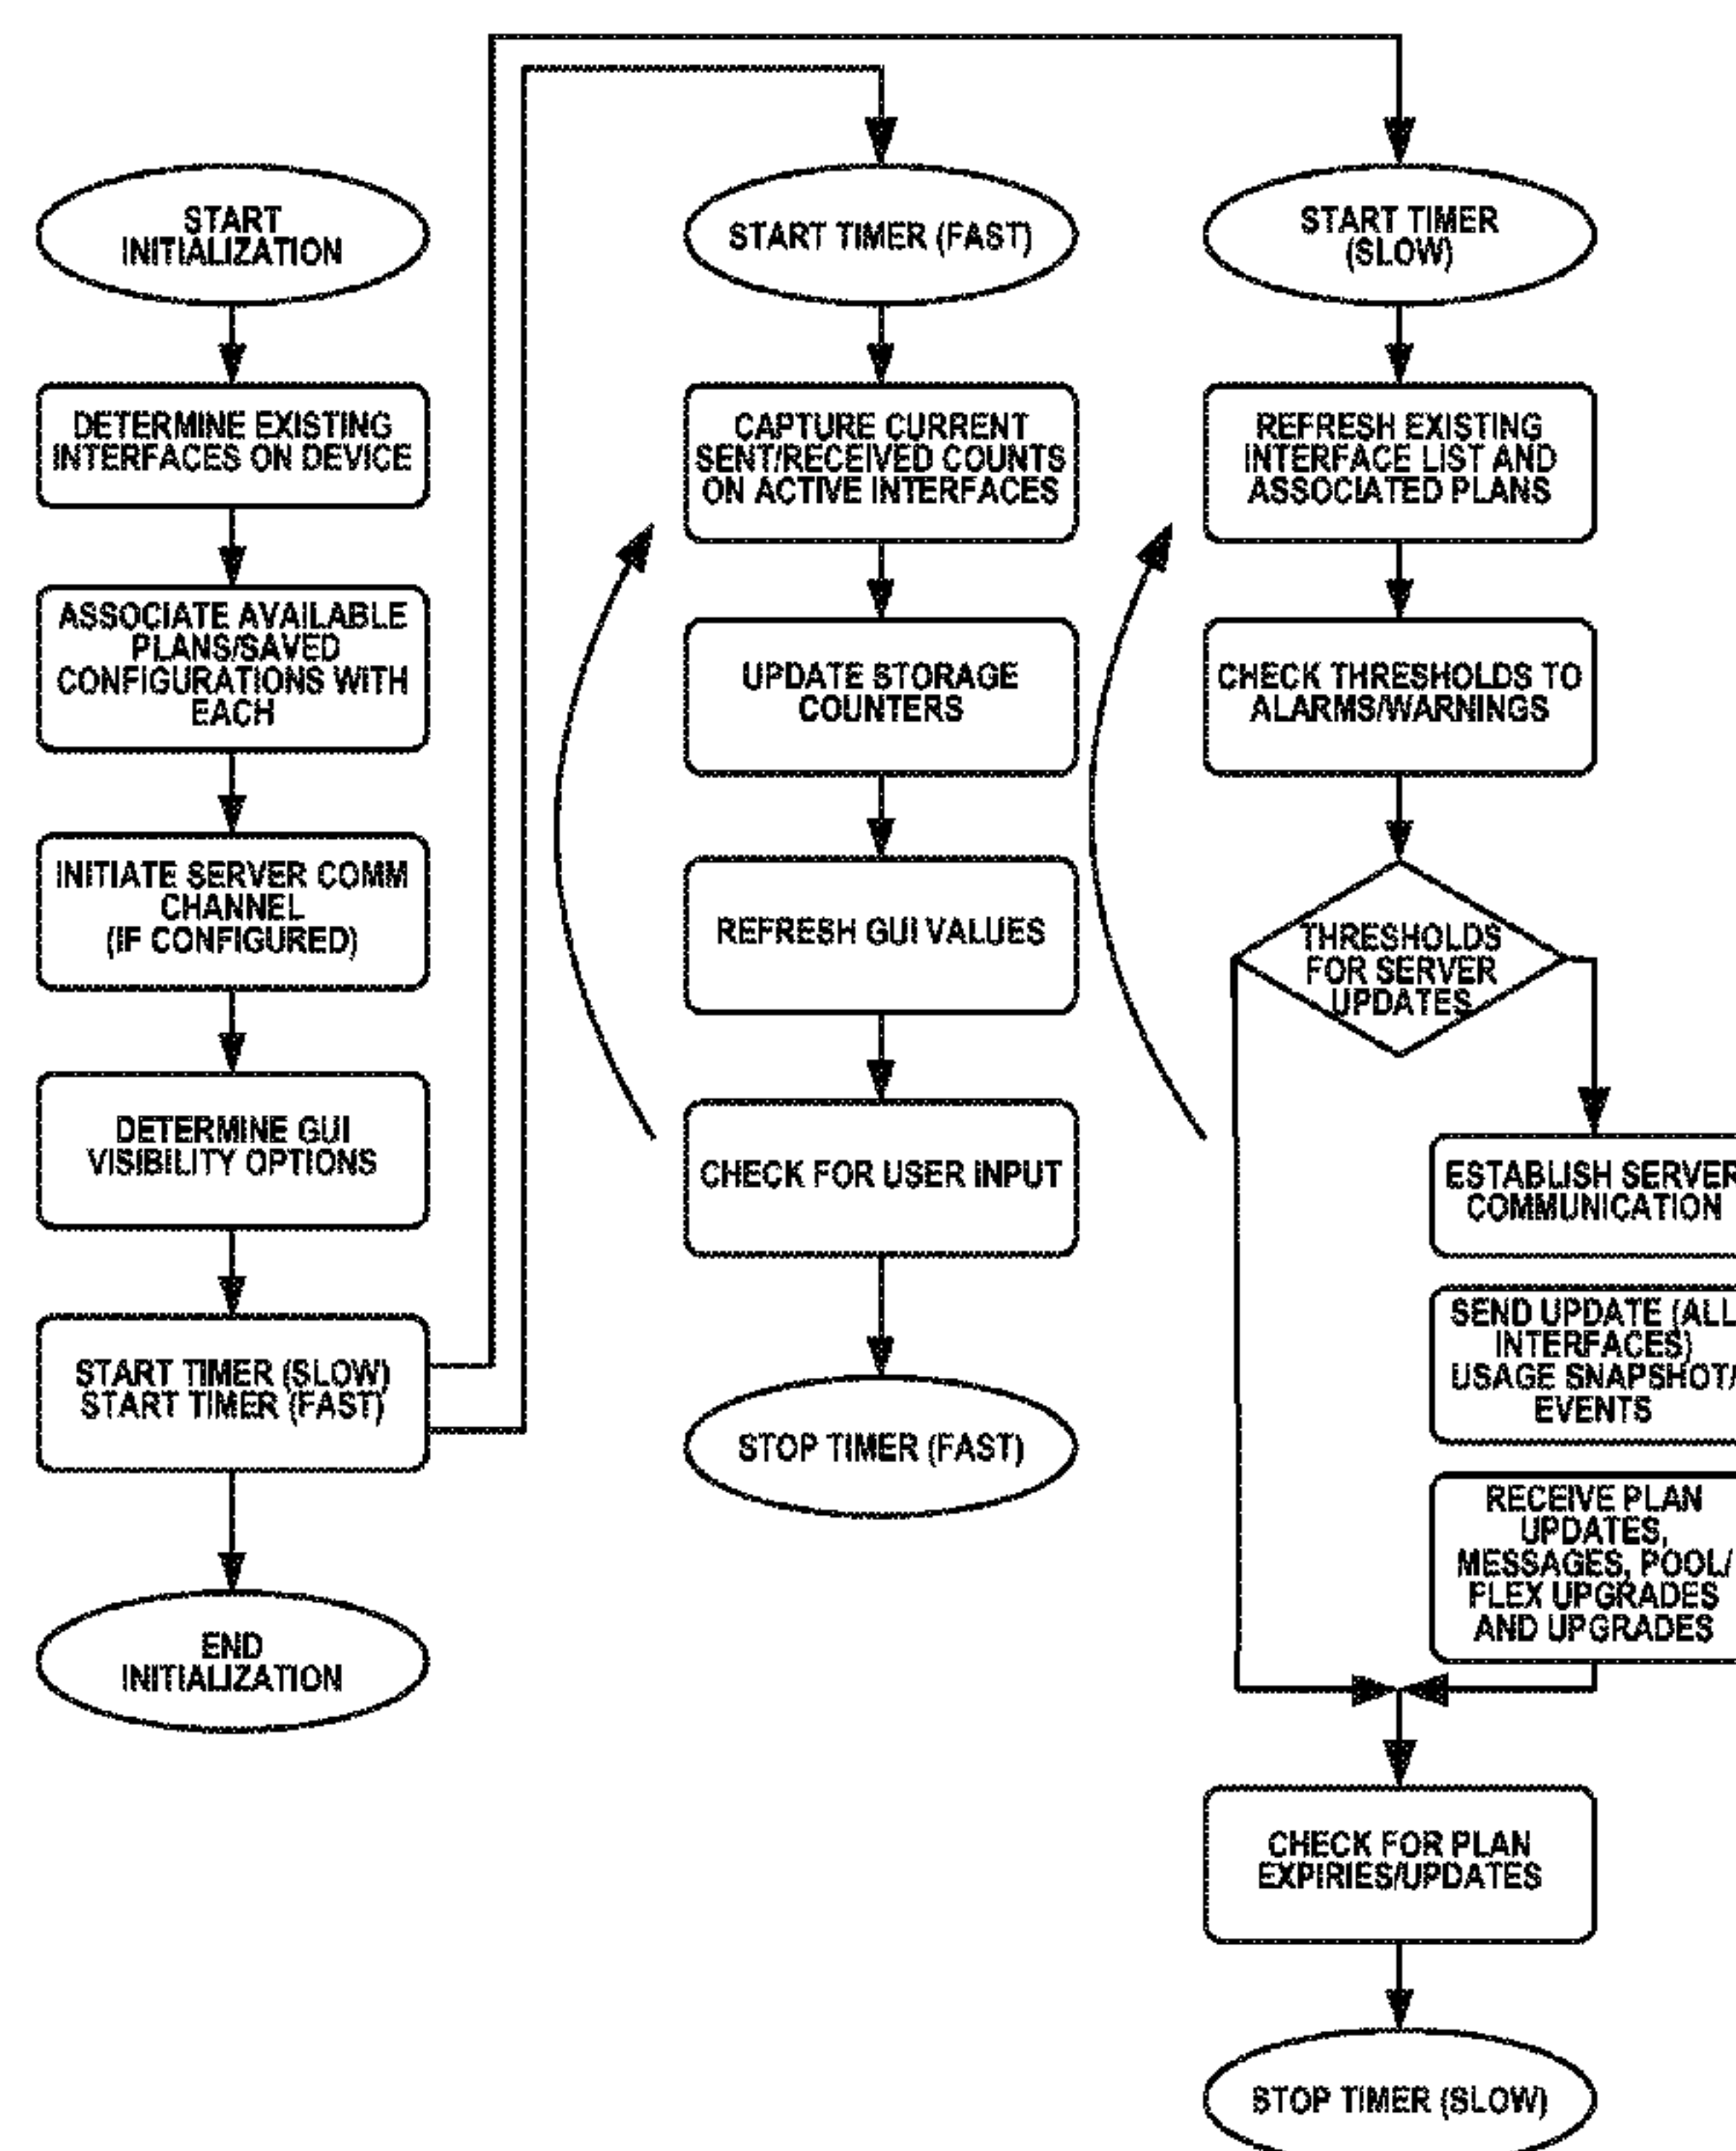 START
INITIALIZATION
DETERMINE EXISTING
INTERFACES ON DEVICE
ASSOCIATE AVAILABLE
PLANS/SAVED
CONFIGURATIONS WITH
EACH
INITIATE SERVER COMM
CHANNEL
(IF CONFIGURED)
DETERMINE GUI
VISIBILITY OPTIONS
START TIMER (SLOW)
START TIMER (FAST)
END
INITIALIZATION
START TIMER (FAST)
CAPTURE CURRENT
SENT/RECEIVED COUNTS
ON ACTIVE INTERFACES
UPDATE STORAGE
COUNTERS
REFRESH GUI VALUES
CHECK FOR USER INPUT
STOP TIMER (FAST)
START TIMER
(SLOW)
REFRESH EXISTING
INTERFACE LIST AND
ASSOCIATED PLANS
CHECK THRESHOLDS TO
ALARMS/WARNINGS
THRESHOLDS
FOR SERVER
UPDATES
ESTABLISH SERVER
COMMUNICATION
SEND UPDATE (ALL
INTERFACES)
USAGE SNAPSHOT/
EVENTS
RECEIVE PLAN
UPDATES,
MESSAGES, POOL/
FLEX UPGRADES
AND UPGRADES
CHECK FOR PLAN
EXPIRIES/UPDATES
STOP TIMER (SLOW)